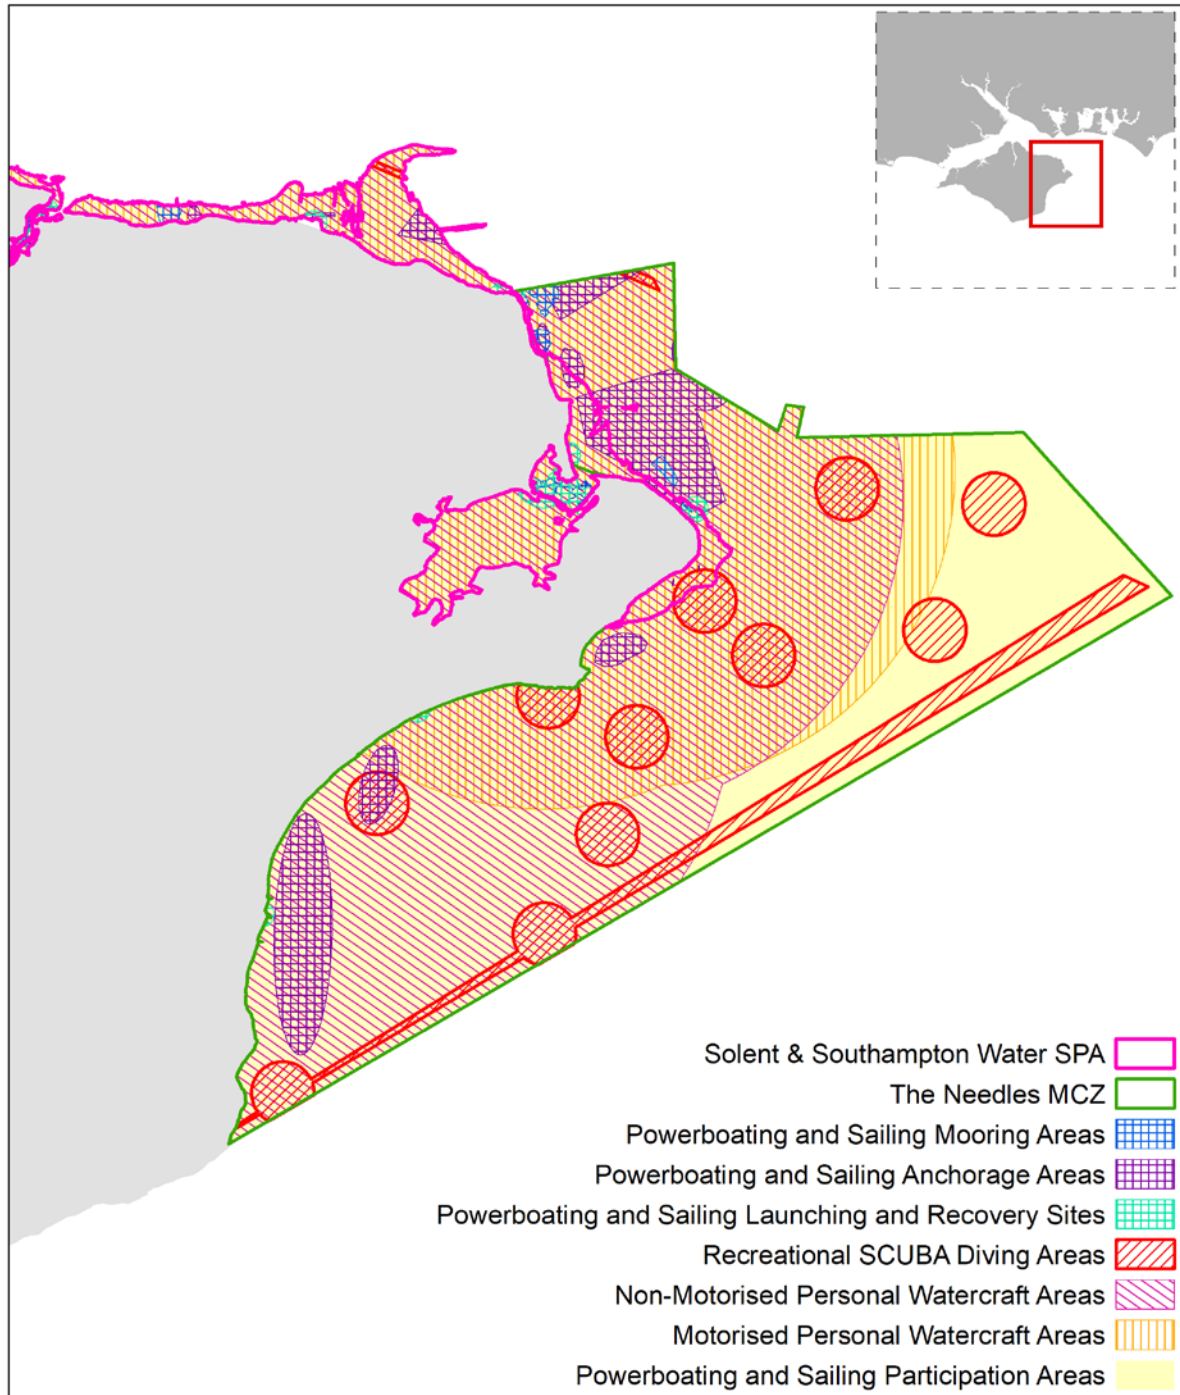 Solent & Southampton Water SPA
The Needles MCZ
Powerboating and Sailing Mooring Areas
Powerboating and Sailing Anchorage Areas
Powerboating and Sailing Launching and Recovery Sites
Recreational SCUBA Diving Areas
Non-Motorised Personal Watercraft Areas
Motorised Personal Watercraft Areas
Powerboating and Sailing Participation Areas